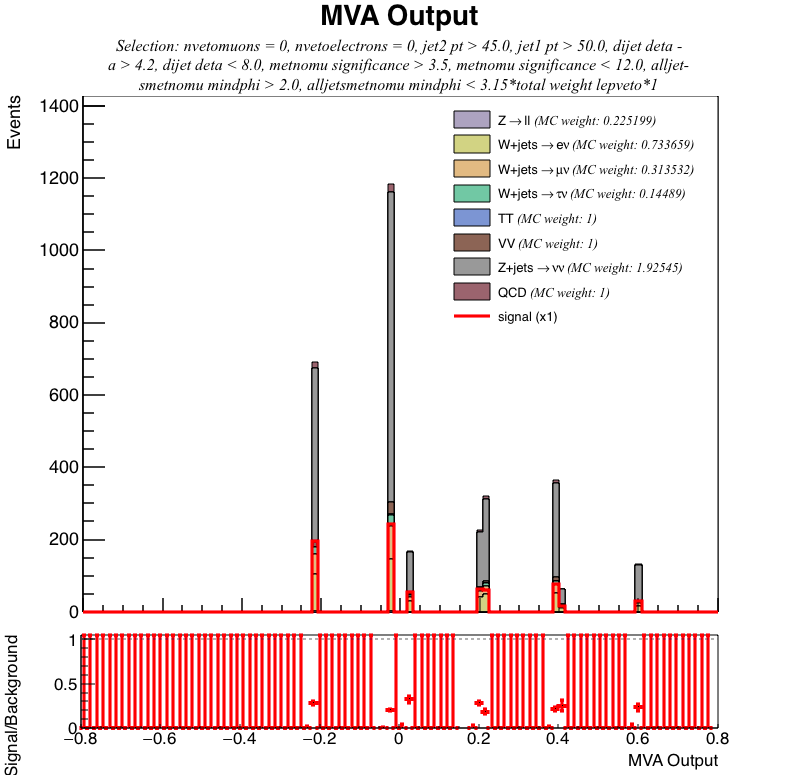 MVA Output
Selection: nvetomuons = 0, nvetoelectrons = 0, jet2 pt > 45.0, jet1 pt > 50.0, dijet deta -
a > 4.2, dijet deta < 8.0, metnomu significance > 3.5, metnomu significance < 12.0, alljet-
smetnomu mindphi > 2.0, alljetsmetnomu mindphi < 3.15*total weight lepveto*1
Events
1400
1200
1000
800
600
400
200
0
Z→ll (MC weight: 0.225199)
W+jets→eν (MC weight: 0.733659)
W+jets→μν (MC weight: 0.313532)
W+jets→τν (MC weight: 0.14489)
TT (MC weight: 1)
VV (MC weight: 1)
Z+jets→νν (MC weight: 1.92545)
QCD (MC weight: 1)
signal (x1)
Signal/Background
1
0.5
0
−0.8 −0.6 −0.4 −0.2 0 0.2 0.4 0.6 0.8
MVA Output